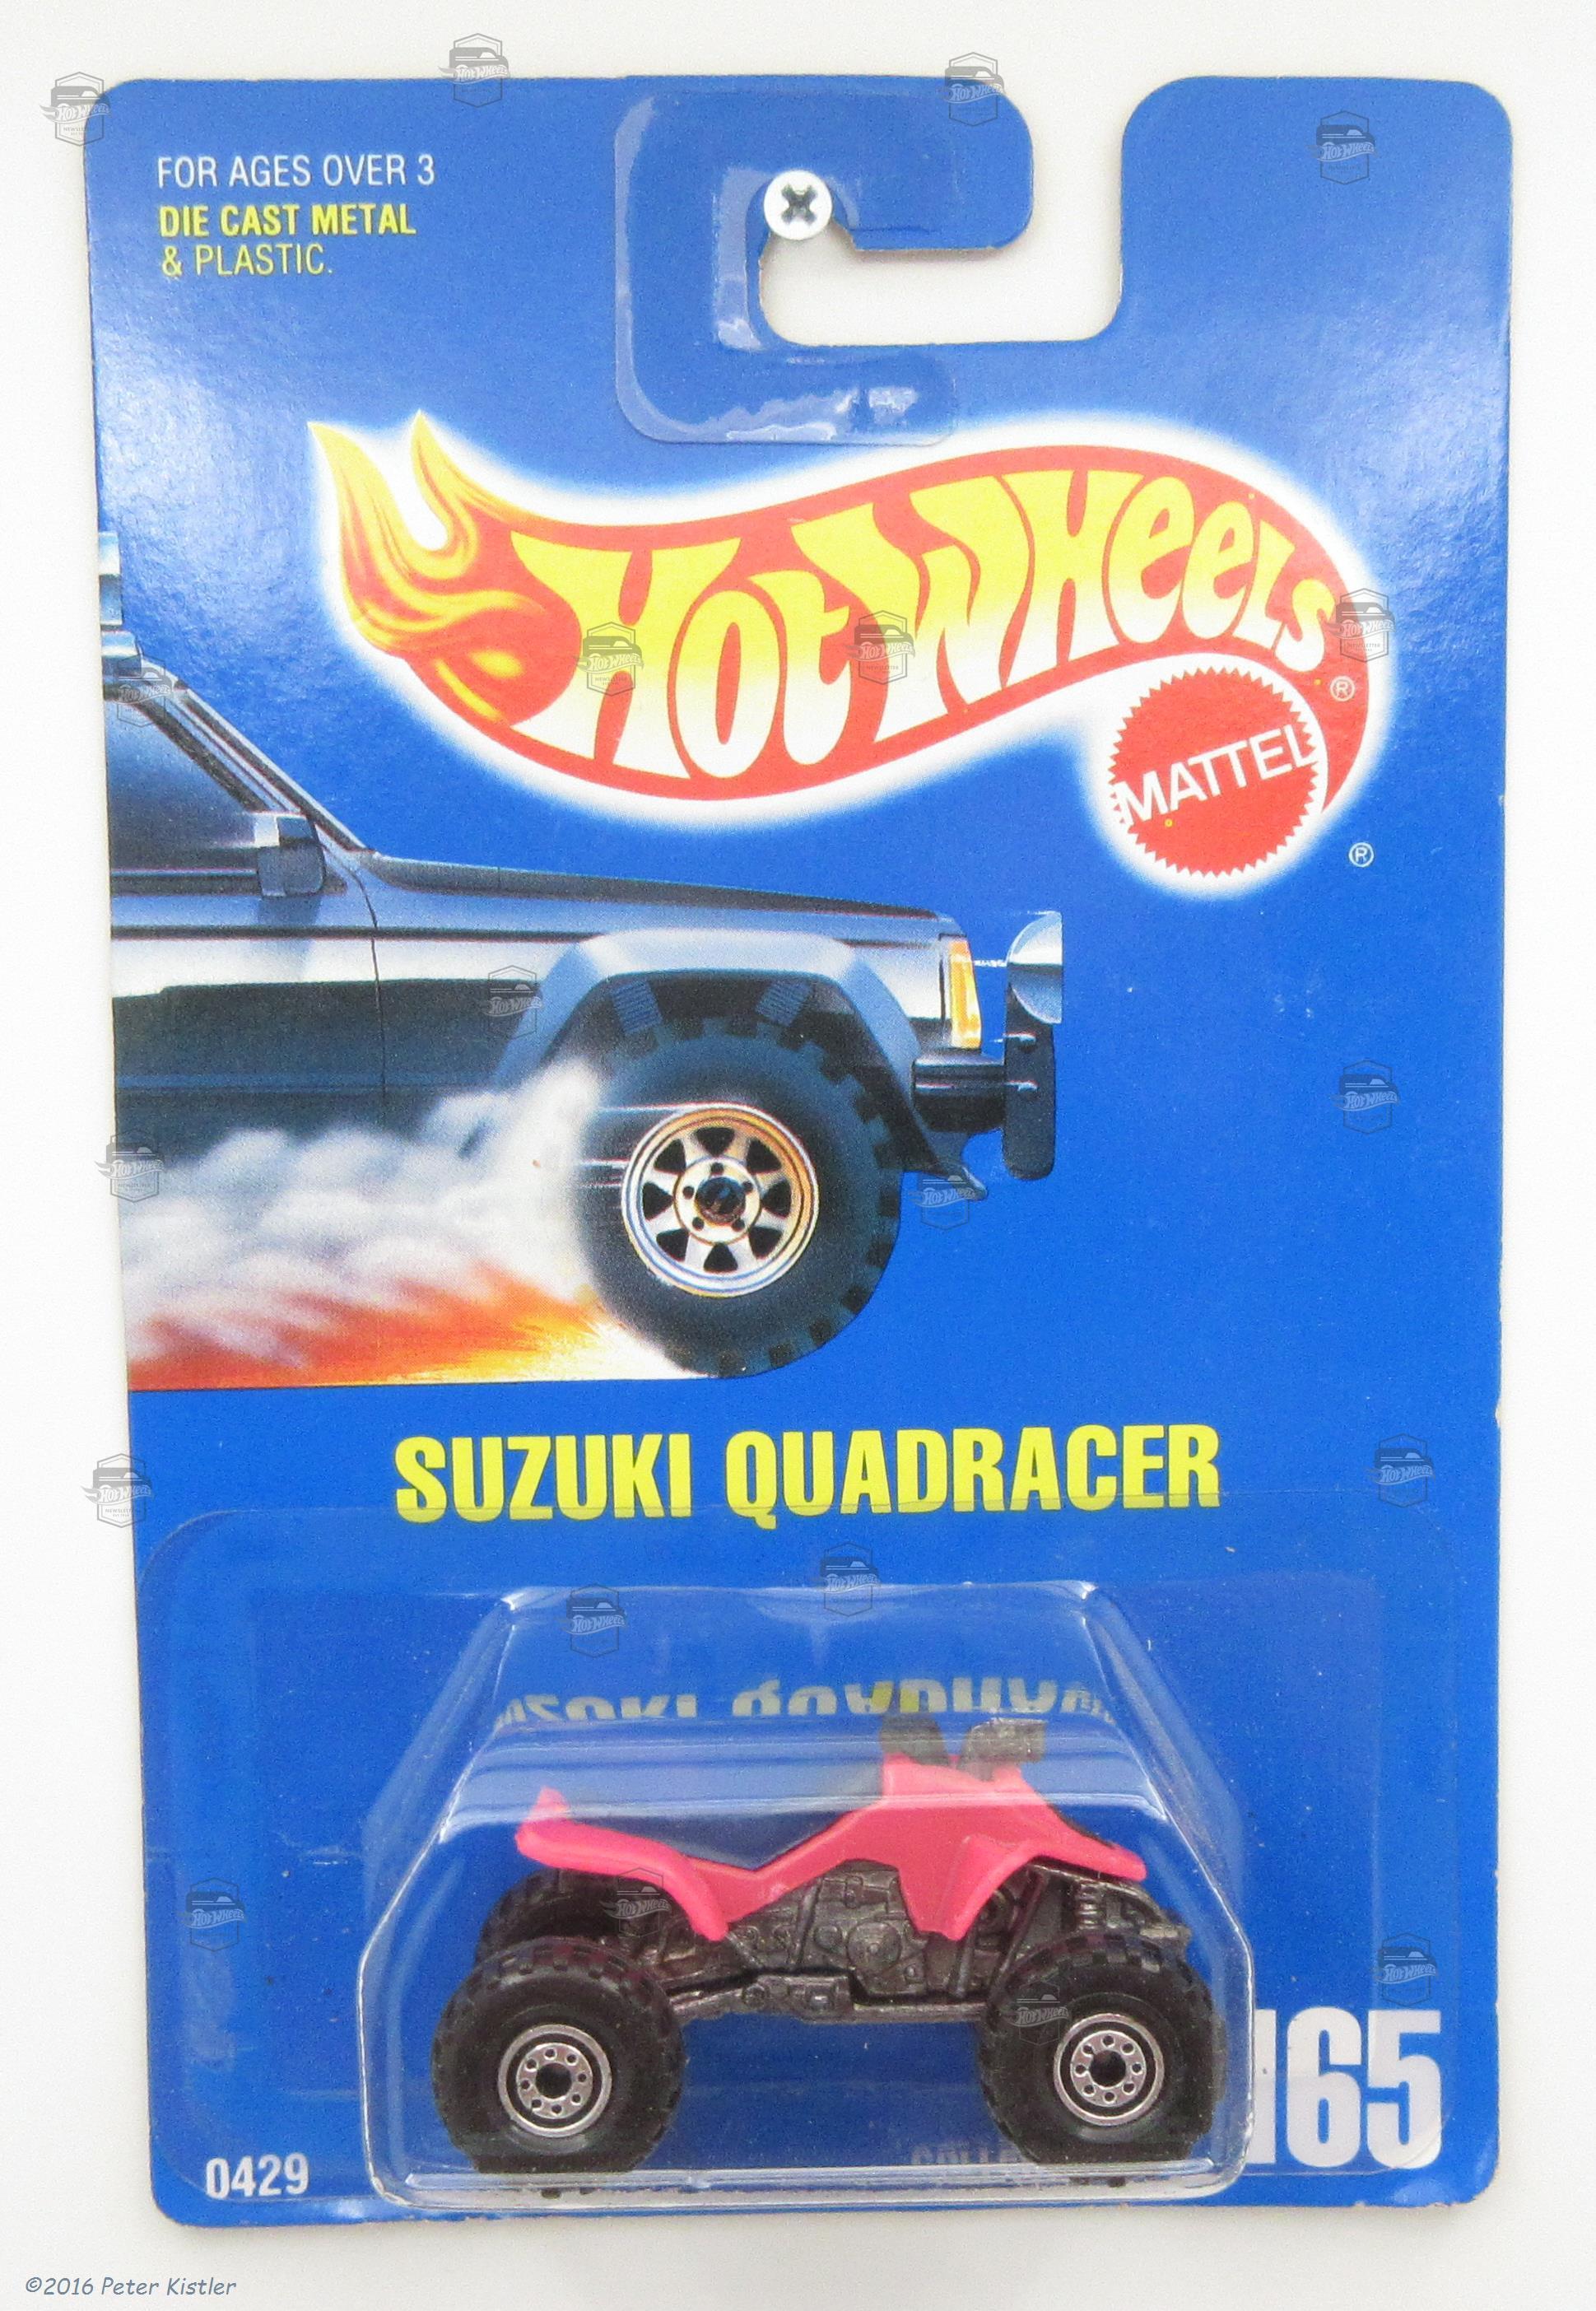 FOR AGES OVER 3
DIE CAST METAL
& PLASTIC.
HOT WHEELS
®
MATTEL
®
SUZUKI QUADRACER
165
0429
©2016 Peter Kistler